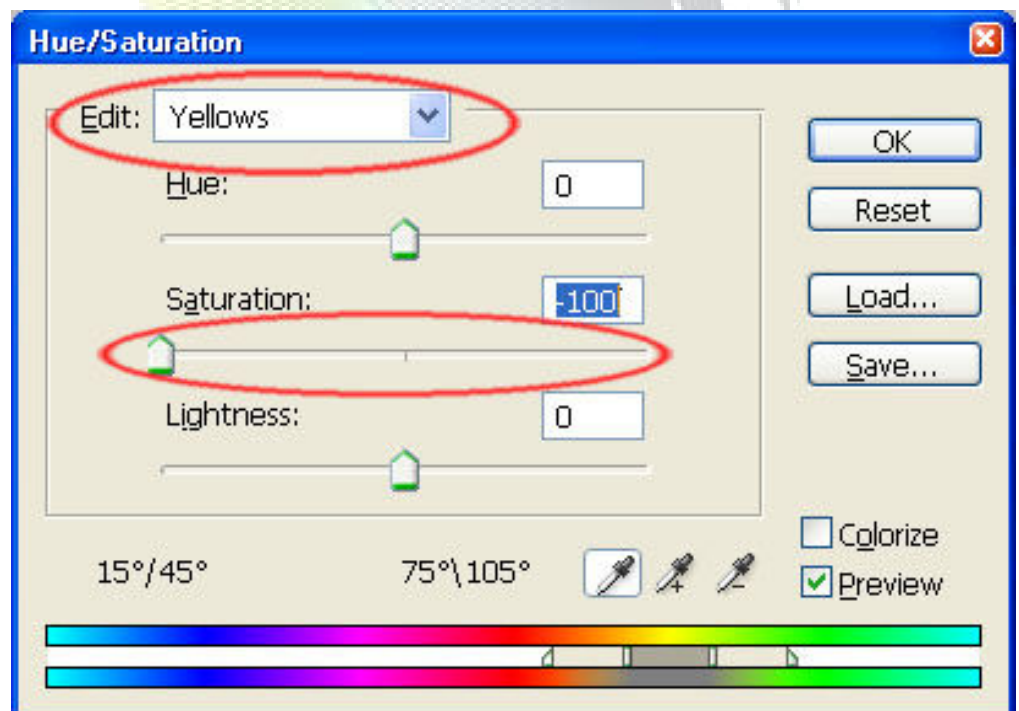 Hue/Saturation
Edit: Yellows
OK
Hue: 0
Reset
Saturation: -100
Load...
Save...
Lightness: 0
Colorize
15°/45° 75°\105°
Preview